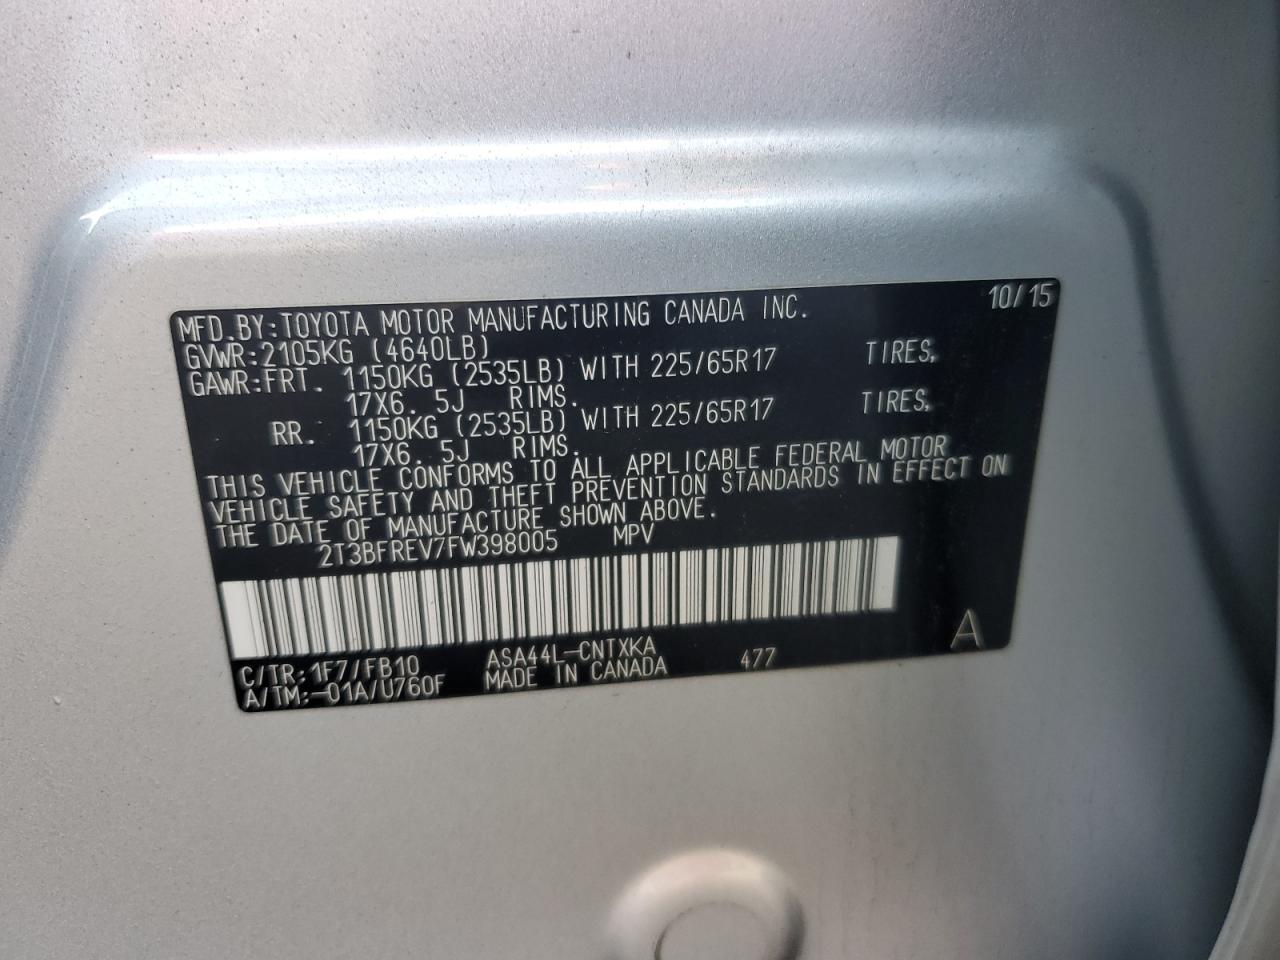 MFD.BY:TOYOTA MOTOR MANUFACTURING CANADA INC. 10/15
GVWR:2105KG (4640LB)
GAWR:FRT. 1150KG (2535LB) WITH 225/65R17 TIRES,
17X6. 5J RIMS.
RR. 1150KG (2535LB) WITH 225/65R17 TIRES,
17X6. 5J RIMS.
THIS VEHICLE CONFORMS TO ALL APPLICABLE FEDERAL MOTOR
VEHICLE SAFETY AND THEFT PREVENTION STANDARDS IN EFFECT ON
THE DATE OF MANUFACTURE SHOWN ABOVE.
2T3BFREV7FW398005 MPV
C/TR:1F7/FB10 ASA44L-CNTXKA 477 A
A/TM:-01A/U760F MADE IN CANADA